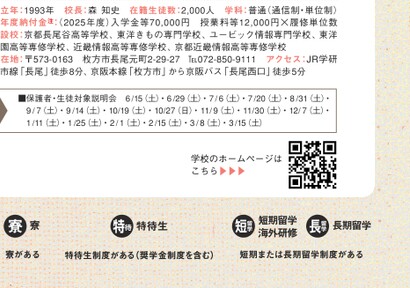 立年:1993年　校長:森 知史　在籍生徒数:2,000人　学科:普通(通信制・単位制)
年度納付金:(2025年度)入学金等70,000円　授業料等12,000円×履修単位数
設校:京都長尾谷高等学校、東洋きもの専門学校、ユービック情報専門学校、東洋
園高等専修学校、近畿情報高等専修学校、京都近畿情報高等専修学校
在地:〒573-0163　枚方市長尾元町2-29-27　℡072-850-9111　アクセス:JR学研
市線「長尾」徒歩8分、京阪本線「枚方市」から京阪バス「長尾西口」徒歩5分
■保護者・生徒対象説明会　6/15(土)・6/29(土)・7/6(土)・7/20(土)・8/31(土)・
9/7(土)・9/14(土)・10/19(土)・10/27(日)・11/9(土)・11/30(土)・12/7(土)・
1/11(土)・1/25(土)・2/1(土)・2/15(土)・3/8(土)・3/15(土)
学校のホームページは
こちら▶▶▶
寮 寮
特待 特待生
短留学 短期留学
海外研修
長留学 長期留学
寮がある
特待生制度がある(奨学金制度を含む)
短期または長期留学制度がある